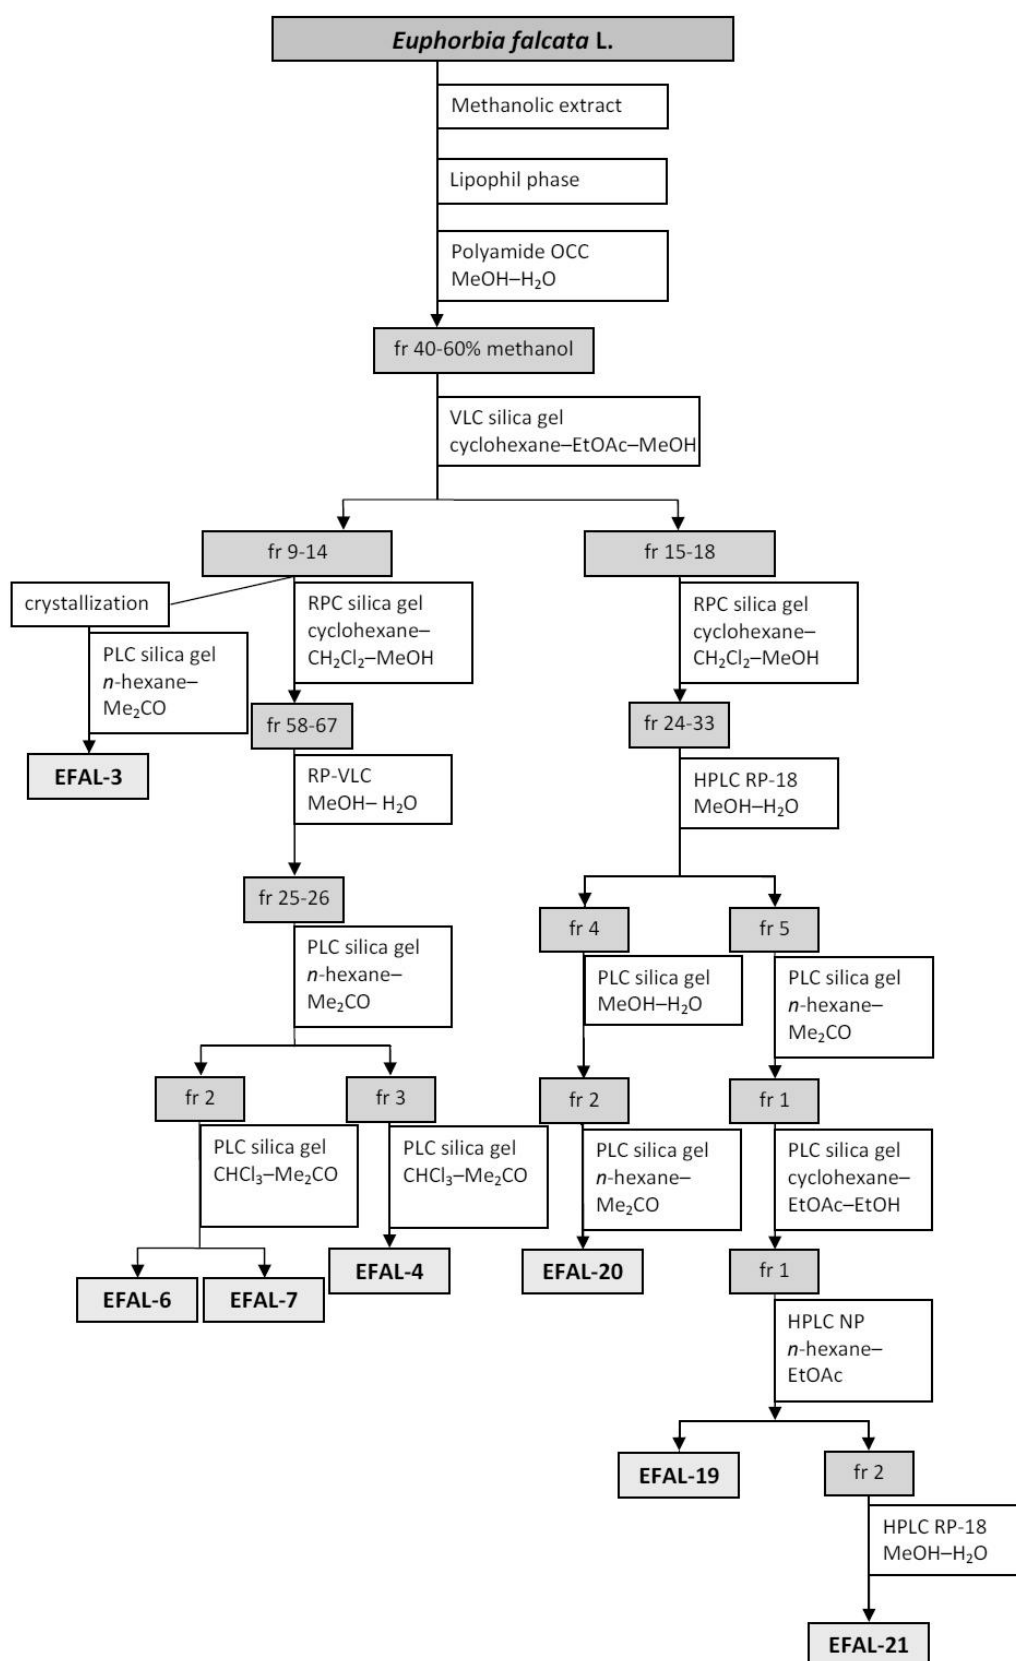 Euphorbia falcata L.
Methanolic extract
Lipophil phase
Polyamide OCC
MeOH–H₂O
fr 40-60% methanol
VLC silica gel
cyclohexane–EtOAc–MeOH
fr 9-14
fr 15-18
crystallization
RPC silica gel
cyclohexane–
CH₂Cl₂–MeOH
RPC silica gel
cyclohexane–
CH₂Cl₂–MeOH
PLC silica gel
n-hexane–
Me₂CO
fr 58-67
fr 24-33
EFAL-3
RP-VLC
MeOH– H₂O
HPLC RP-18
MeOH–H₂O
fr 25-26
fr 4
fr 5
PLC silica gel
n-hexane–
Me₂CO
PLC silica gel
MeOH–H₂O
PLC silica gel
n-hexane–
Me₂CO
fr 2
fr 3
fr 2
fr 1
PLC silica gel
CHCl₃–Me₂CO
PLC silica gel
CHCl₃–Me₂CO
PLC silica gel
n-hexane–
Me₂CO
PLC silica gel
cyclohexane–
EtOAc–EtOH
EFAL-6
EFAL-7
EFAL-4
EFAL-20
fr 1
HPLC NP
n-hexane–
EtOAc
EFAL-19
fr 2
HPLC RP-18
MeOH–H₂O
EFAL-21